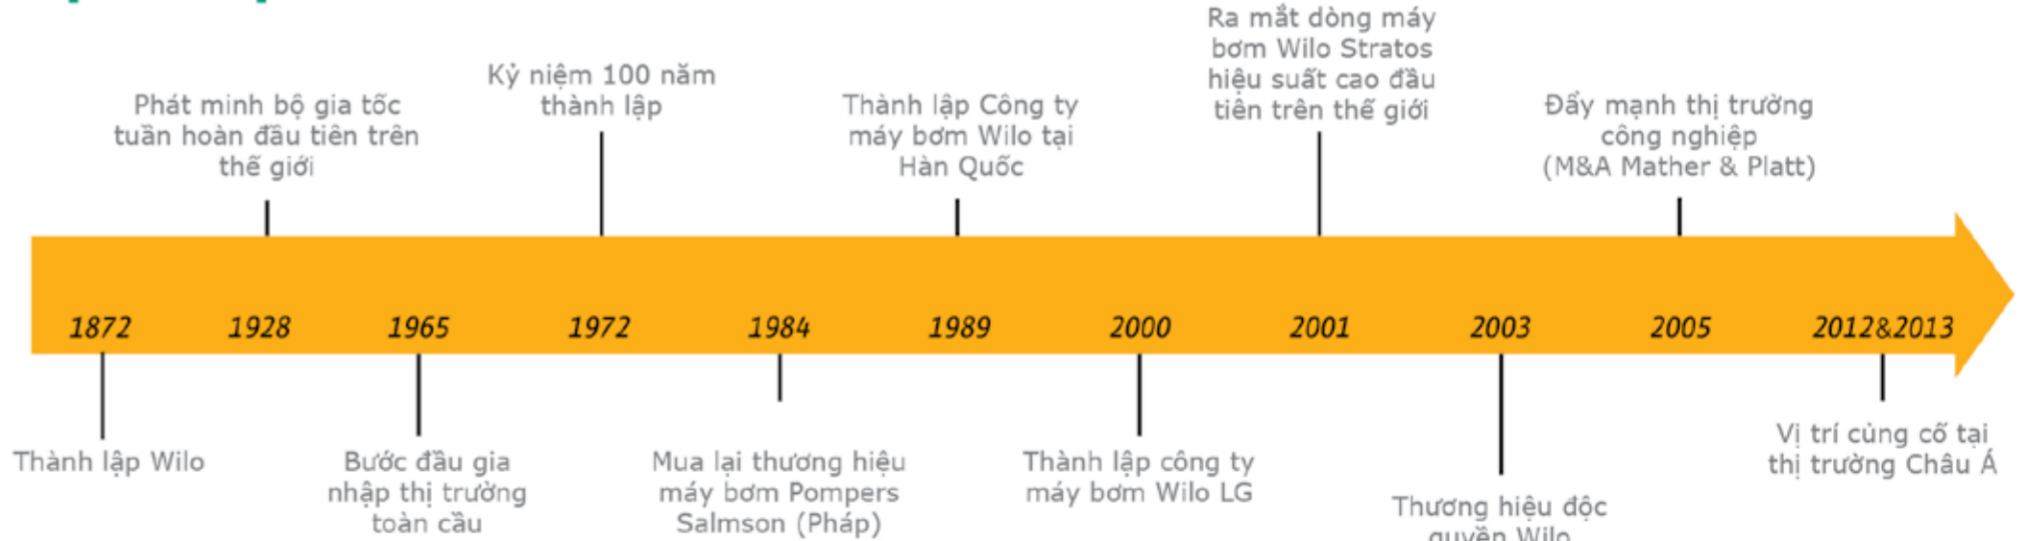 Phát minh bộ gia tốc
tuần hoàn đầu tiên trên
thế giới
Kỷ niệm 100 năm
thành lập
Thành lập Công ty
máy bơm Wilo tại
Hàn Quốc
Ra mắt dòng máy
bơm Wilo Stratos
hiệu suất cao đầu
tiên trên thế giới
Đẩy mạnh thị trường
công nghiệp
(M&A Mather & Platt)
1872
1928
1965
1972
1984
1989
2000
2001
2003
2005
2012&2013
Thành lập Wilo
Bước đầu gia
nhập thị trường
toàn cầu
Mua lại thương hiệu
máy bơm Pompers
Salmson (Pháp)
Thành lập công ty
máy bơm Wilo LG
Thương hiệu độc
quyền Wilo
Vị trí củng cố tại
thị trường Châu Á